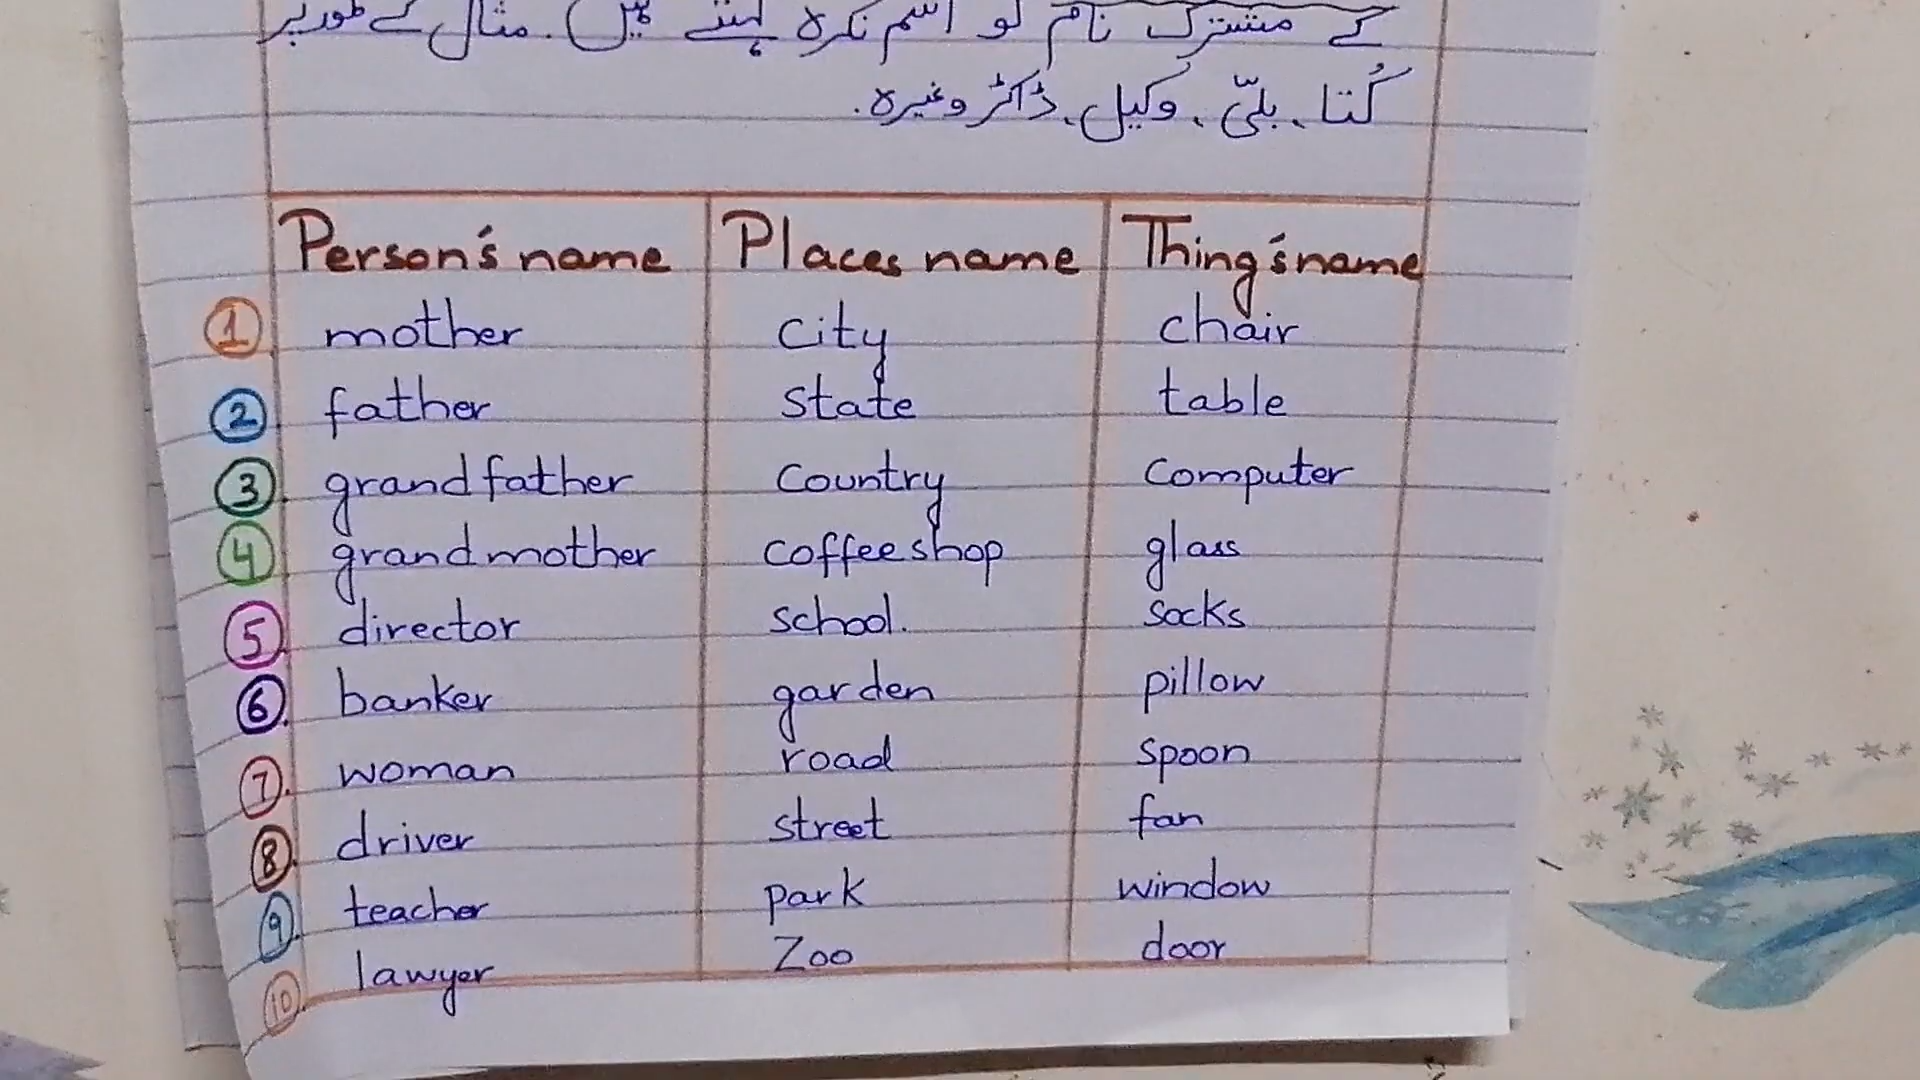 کے مشترک نام کو اسم نکرہ کہتے ہیں. مثال کے طور پر
کُتا، بلّی، وکیل، ڈاکٹر وغیرہ.
Person's name Places name Thing's name
1 mother city chair
2 father state table
3. grandfather country computer
4 grandmother coffeeshop glass
5. director school. socks
6. banker garden pillow
7. woman road spoon
8. driver street fan
9. teacher park window
10. lawyer Zoo door